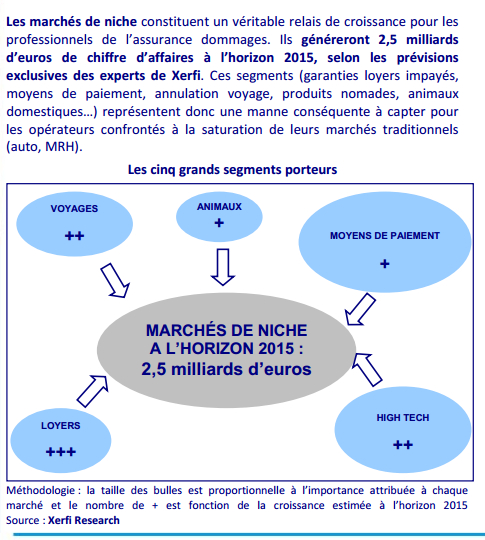 Les marchés de niche constituent un véritable relais de croissance pour les
professionnels de l'assurance dommages. Ils généreront 2,5 milliards
d'euros de chiffre d'affaires à l'horizon 2015, selon les prévisions
exclusives des experts de Xerfi. Ces segments (garanties loyers impayés,
moyens de paiement, annulation voyage, produits nomades, animaux
domestiques…) représentent donc une manne conséquente à capter pour
les opérateurs confrontés à la saturation de leurs marchés traditionnels
(auto, MRH).
Les cinq grands segments porteurs
VOYAGES
++
ANIMAUX
+
MOYENS DE PAIEMENT
+
MARCHÉS DE NICHE
A L'HORIZON 2015 :
2,5 milliards d'euros
LOYERS
+++
HIGH TECH
++
Méthodologie : la taille des bulles est proportionnelle à l'importance attribuée à chaque
marché et le nombre de + est fonction de la croissance estimée à l'horizon 2015
Source : Xerfi Research